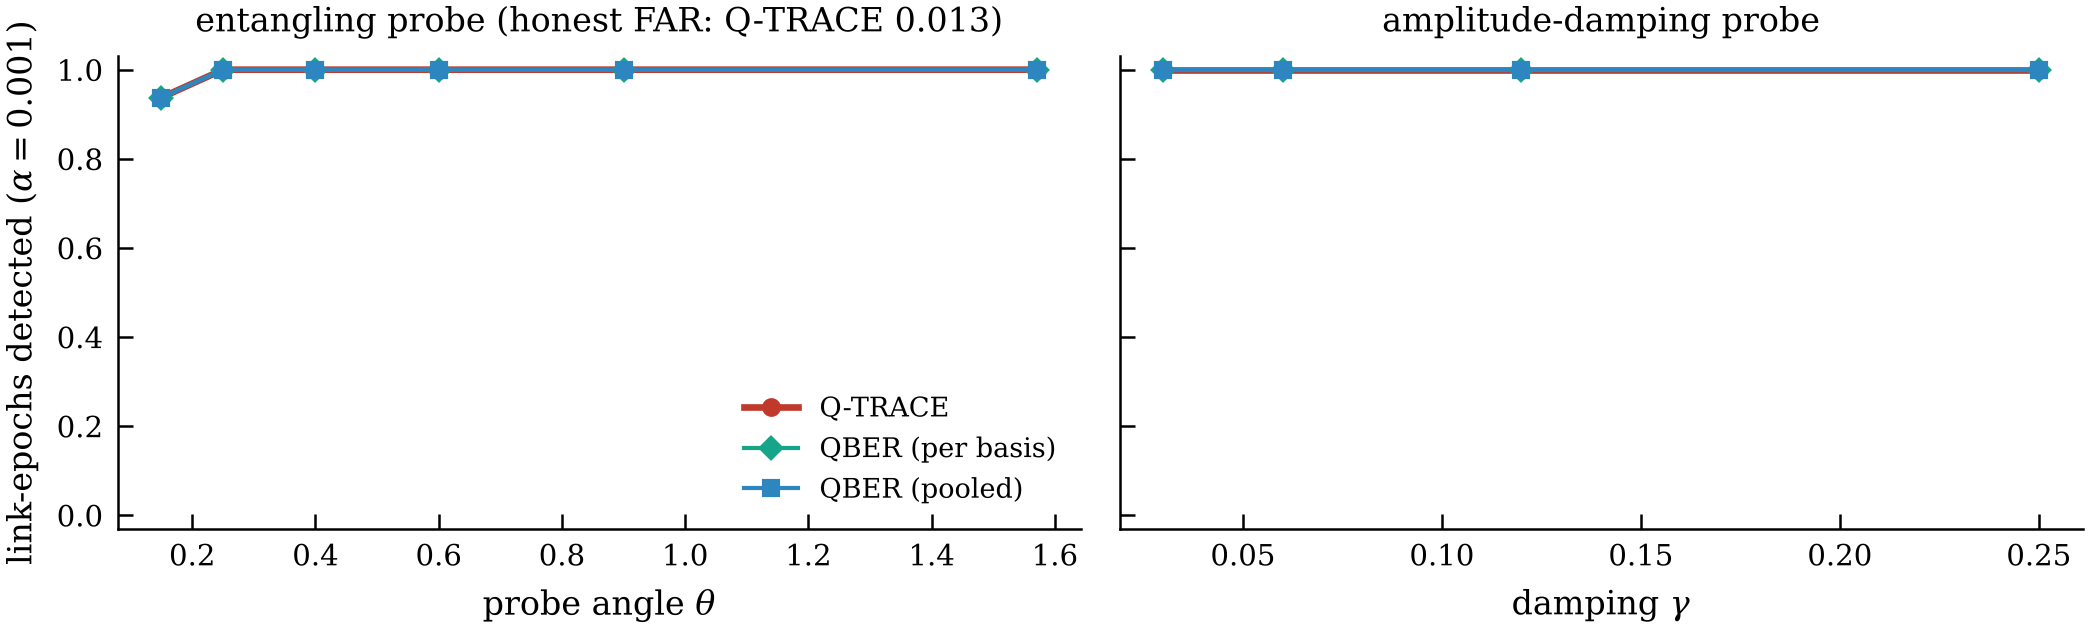 entangling probe (honest FAR: Q-TRACE 0.013)
link-epochs detected (α = 0.001)
1.0
0.8
0.6
0.4
0.2
0.0
Q-TRACE
QBER (per basis)
QBER (pooled)
0.2 0.4 0.6 0.8 1.0 1.2 1.4 1.6
probe angle θ
amplitude-damping probe
0.05 0.10 0.15 0.20 0.25
damping γ